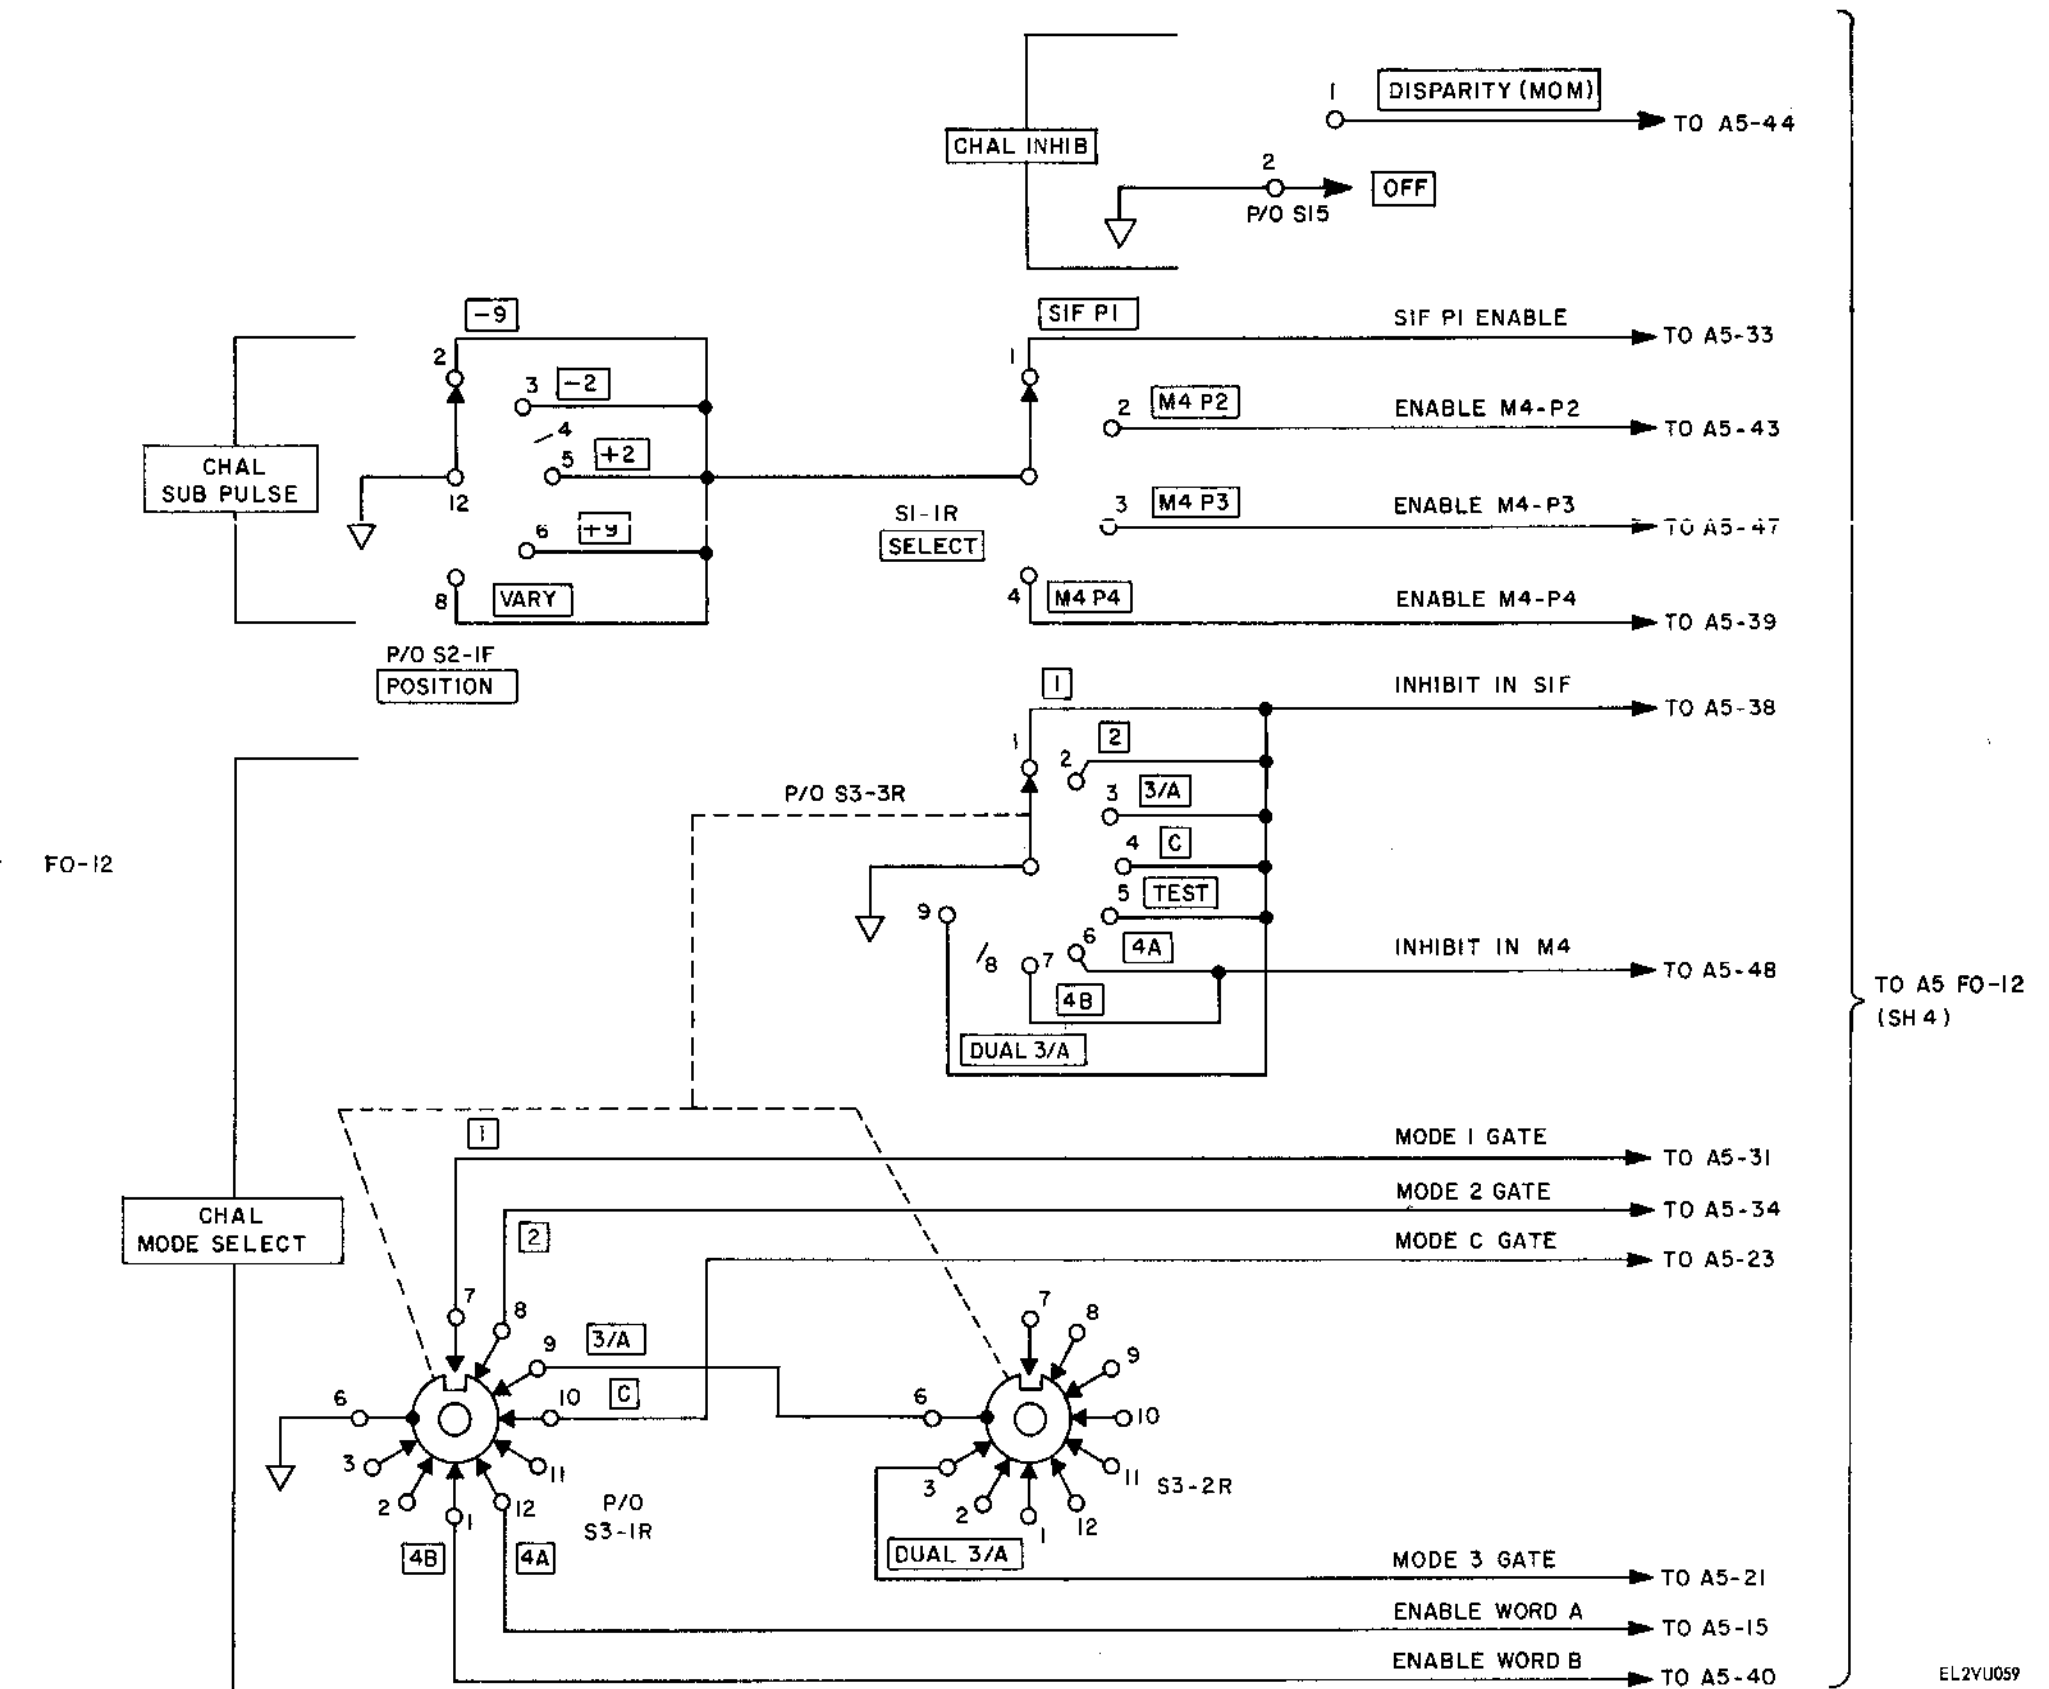 1
DISPARITY (MOM)
TO A5-44
CHAL INHIB
2
OFF
P/O S15
-9
SIF P1
SIF P1 ENABLE
TO A5-33
2
1
3
-2
2
M4 P2
ENABLE M4-P2
TO A5-43
4
5
+2
CHAL
SUB PULSE
12
S1-1R
SELECT
3
M4 P3
ENABLE M4-P3
TO A5-47
6
+9
8
VARY
4
M4 P4
ENABLE M4-P4
TO A5-39
P/O S2-1F
POSITION
1
INHIBIT IN SIF
TO A5-38
1
2
2
P/O S3-3R
3
3/A
4
C
FO-12
5
TEST
9
6
4A
INHIBIT IN M4
TO A5-48
8
7
4B
TO A5 FO-12
(SH 4)
DUAL 3/A
1
MODE 1 GATE
TO A5-31
CHAL
MODE SELECT
MODE 2 GATE
TO A5-34
2
MODE C GATE
TO A5-23
7
8
9
3/A
7
8
9
6
10
C
6
10
3
11
3
11
S3-2R
2
12
P/O
S3-1R
1
2
1
12
4B
4A
DUAL 3/A
MODE 3 GATE
TO A5-21
ENABLE WORD A
TO A5-15
ENABLE WORD B
TO A5-40
EL2VU059